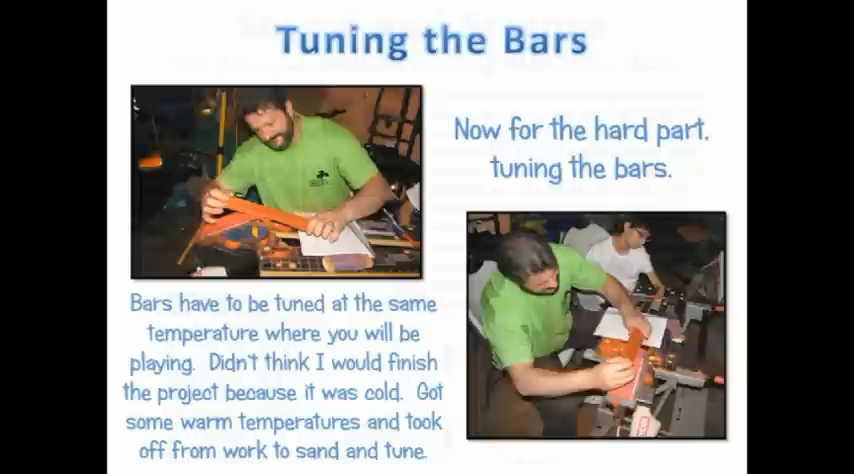 Tuning the Bars
Now for the hard part.
tuning the bars.
Bars have to be tuned at the same
temperature where you will be
playing. Didn't think I would finish
the project because it was cold. Got
some warm temperatures and took
off from work to sand and tune.